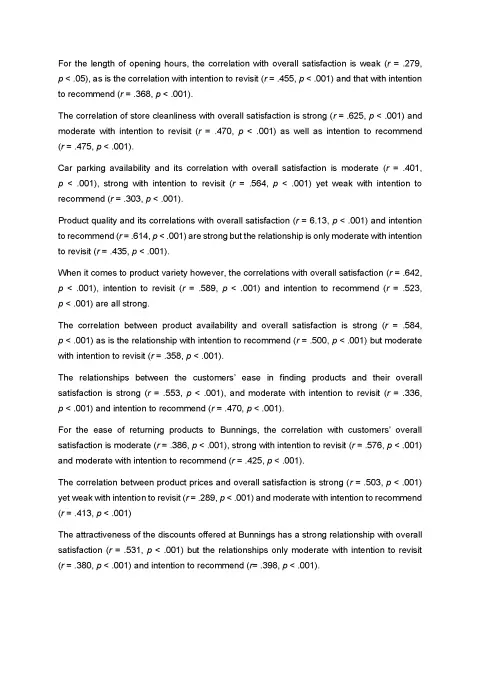 For the length of opening hours, the correlation with overall satisfaction is weak (r = .279,
p < .05), as is the correlation with intention to revisit (r = .455, p < .001) and that with intention
to recommend (r = .368, p < .001).
The correlation of store cleanliness with overall satisfaction is strong (r = .625, p < .001) and
moderate with intention to revisit (r = .470, p < .001) as well as intention to recommend
(r = .475, p < .001).
Car parking availability and its correlation with overall satisfaction is moderate (r = .401,
p < .001), strong with intention to revisit (r = .564, p < .001) yet weak with intention to
recommend (r = .303, p < .001).
Product quality and its correlations with overall satisfaction (r = 6.13, p < .001) and intention
to recommend (r = .614, p < .001) are strong but the relationship is only moderate with intention
to revisit (r = .435, p < .001).
When it comes to product variety however, the correlations with overall satisfaction (r = .642,
p < .001), intention to revisit (r = .589, p < .001) and intention to recommend (r = .523,
p < .001) are all strong.
The correlation between product availability and overall satisfaction is strong (r = .584,
p < .001) as is the relationship with intention to recommend (r = .500, p < .001) but moderate
with intention to revisit (r = .358, p < .001).
The relationships between the customers' ease in finding products and their overall
satisfaction is strong (r = .553, p < .001), and moderate with intention to revisit (r = .336,
p < .001) and intention to recommend (r = .470, p < .001).
For the ease of returning products to Bunnings, the correlation with customers' overall
satisfaction is moderate (r = .386, p < .001), strong with intention to revisit (r = .576, p < .001)
and moderate with intention to recommend (r = .425, p < .001).
The correlation between product prices and overall satisfaction is strong (r = .503, p < .001)
yet weak with intention to revisit (r = .289, p < .001) and moderate with intention to recommend
(r = .413, p < .001)
The attractiveness of the discounts offered at Bunnings has a strong relationship with overall
satisfaction (r = .531, p < .001) but the relationships only moderate with intention to revisit
(r = .380, p < .001) and intention to recommend (r= .398, p < .001).